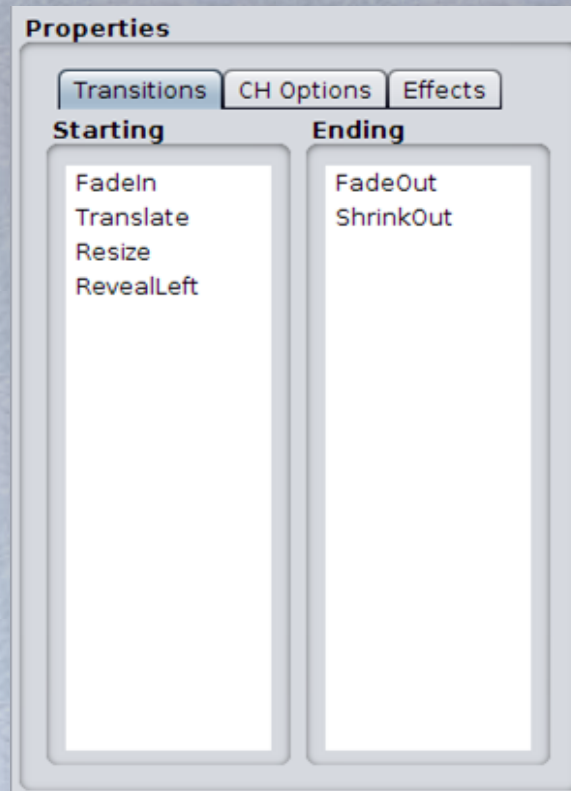 Properties
Transitions CH Options Effects
Starting
FadeIn
Translate
Resize
RevealLeft
Ending
FadeOut
ShrinkOut